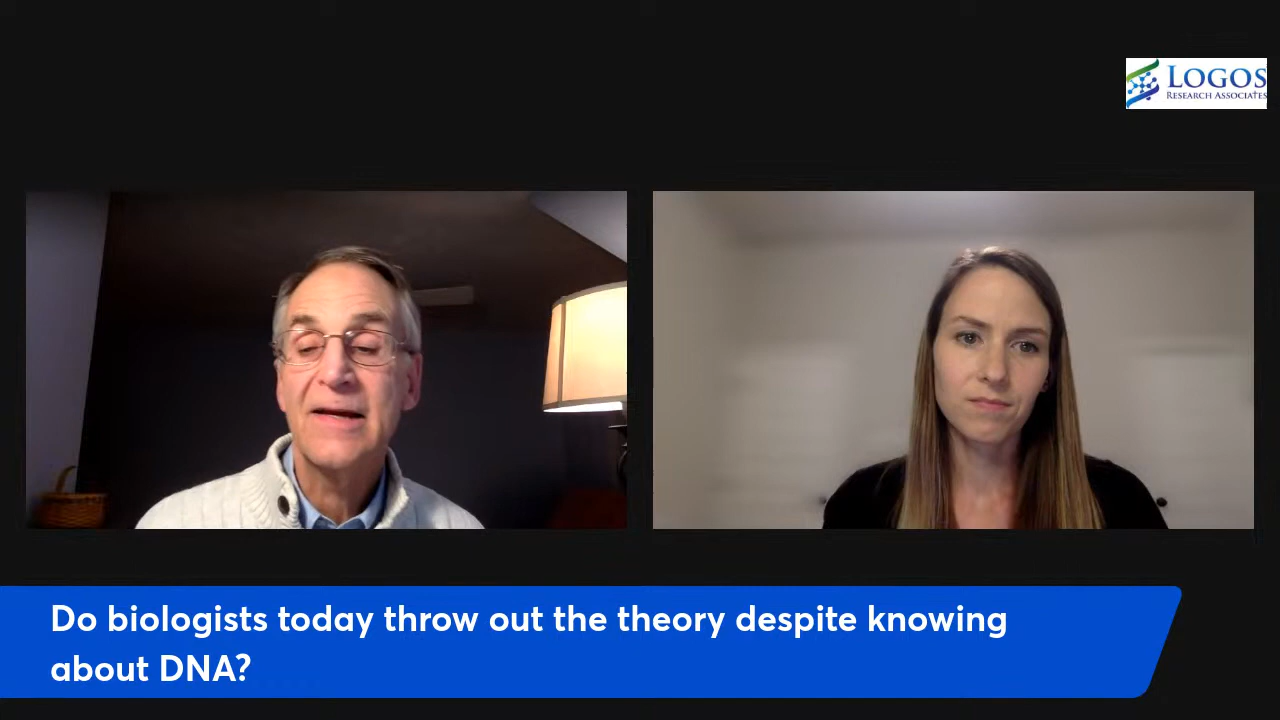 LOGOS
RESEARCH ASSOCIATES
Do biologists today throw out the theory despite knowing
about DNA?